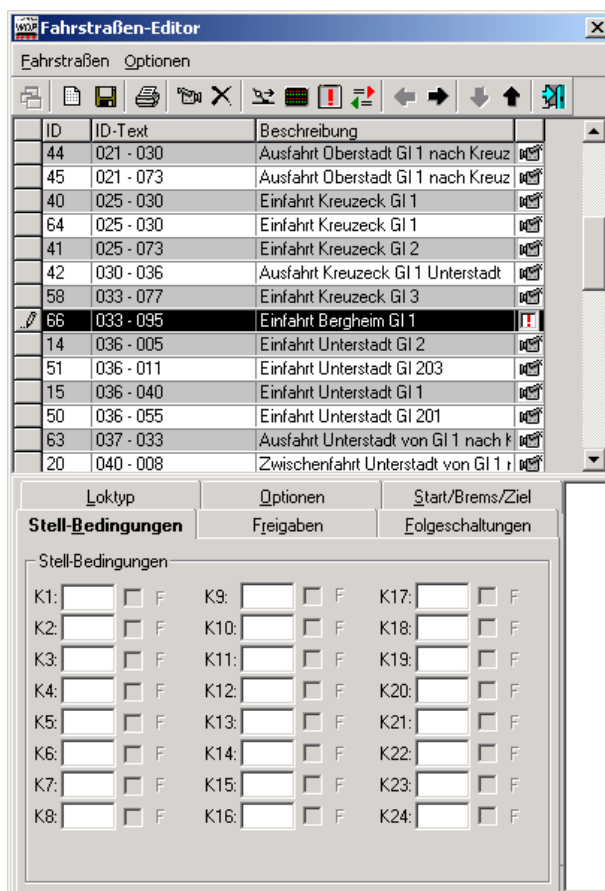 WDP Fahrstraßen-Editor
Fahrstraßen Optionen
ID ID-Text Beschreibung
44 021 - 030 Ausfahrt Oberstadt Gl 1 nach Kreuz
45 021 - 073 Ausfahrt Oberstadt Gl 1 nach Kreuz
40 025 - 030 Einfahrt Kreuzeck Gl 1
64 025 - 030 Einfahrt Kreuzeck Gl 1
41 025 - 073 Einfahrt Kreuzeck Gl 2
42 030 - 036 Ausfahrt Kreuzeck Gl 1 Unterstadt
58 033 - 077 Einfahrt Kreuzeck Gl 3
66 033 - 095 Einfahrt Bergheim Gl 1
14 036 - 005 Einfahrt Unterstadt Gl 2
51 036 - 011 Einfahrt Unterstadt Gl 203
15 036 - 040 Einfahrt Unterstadt Gl 1
50 036 - 055 Einfahrt Unterstadt Gl 201
63 037 - 033 Ausfahrt Unterstadt von Gl 1 nach K
20 040 - 008 Zwischenfahrt Unterstadt von Gl 1 r
Loktyp Optionen Start/Brems/Ziel
Stell-Bedingungen Freigaben Folgeschaltungen
Stell-Bedingungen
K1: F K9: F K17: F
K2: F K10: F K18: F
K3: F K11: F K19: F
K4: F K12: F K20: F
K5: F K13: F K21: F
K6: F K14: F K22: F
K7: F K15: F K23: F
K8: F K16: F K24: F